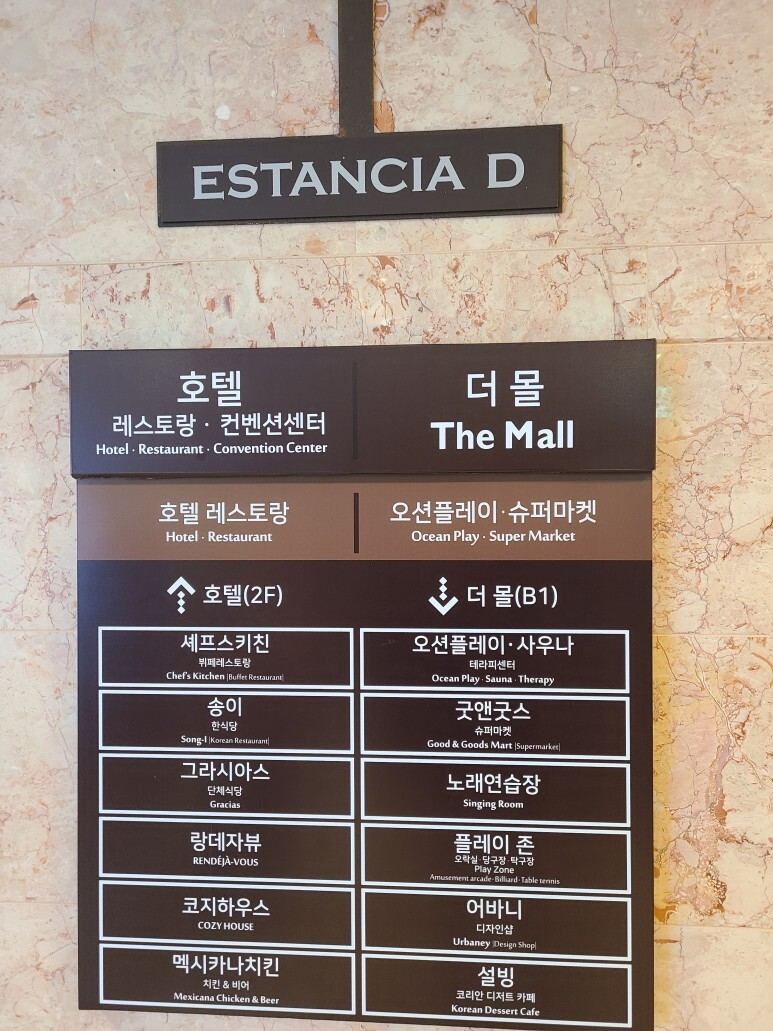 ESTANCIA D
호텔
레스토랑 · 컨벤션센터
Hotel · Restaurant · Convention Center
더 몰
The Mall
호텔 레스토랑
Hotel · Restaurant
오션플레이·슈퍼마켓
Ocean Play · Super Market
호텔(2F)
셰프스키친
뷔페레스토랑
Chef's Kitchen |Buffet Restaurant|
송이
한식당
Song-I |Korean Restaurant|
그라시아스
단체식당
Gracias
랑데자뷰
RENDÉJÀ-VOUS
코지하우스
COZY HOUSE
멕시카나치킨
치킨 & 비어
Mexicana Chicken & Beer
더 몰(B1)
오션플레이·사우나
테라피센터
Ocean Play · Sauna · Therapy
굿앤굿스
슈퍼마켓
Good & Goods Mart |Supermarket|
노래연습장
Singing Room
플레이 존
오락실·당구장·탁구장
Play Zone
Amusement arcade·Billiard·Table tennis
어바니
디자인샵
Urbaney |Design Shop|
설빙
코리안 디저트 카페
Korean Dessert Cafe